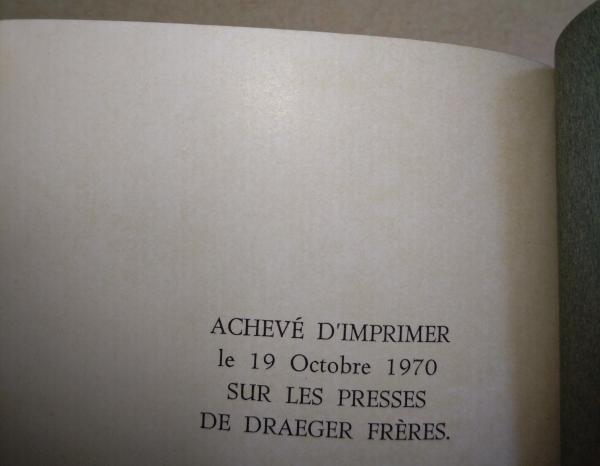 ACHEVÉ D'IMPRIMER
le 19 Octobre 1970
SUR LES PRESSES
DE DRAEGER FRÈRES.